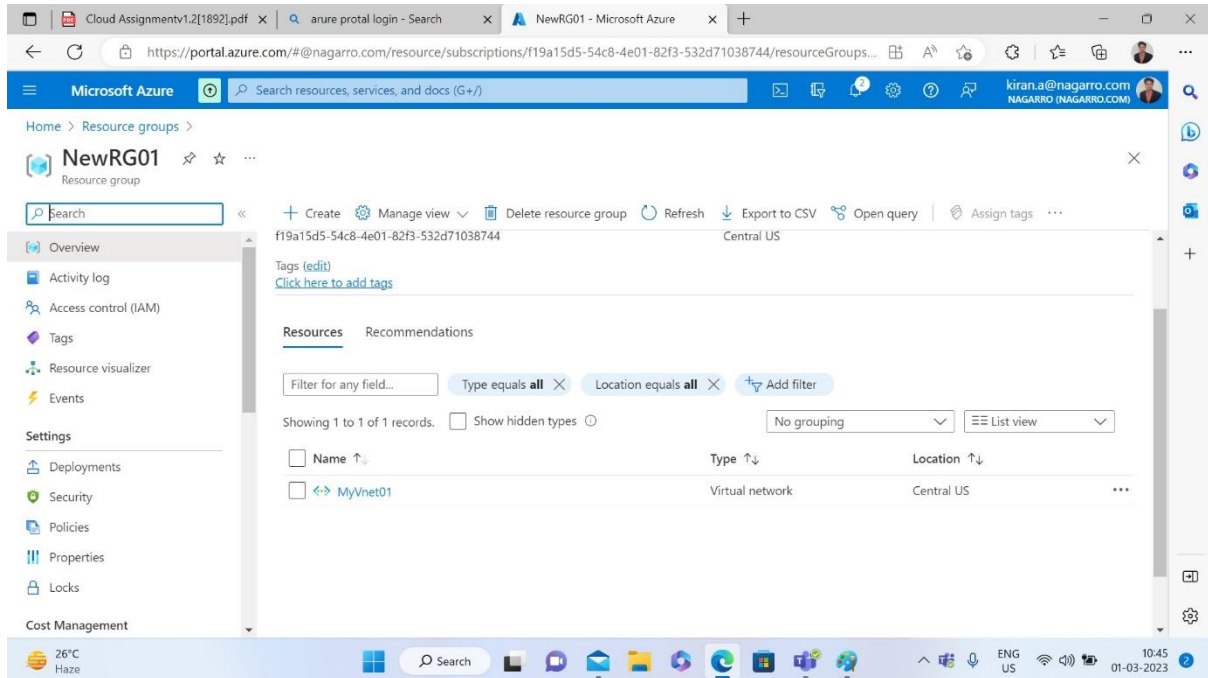 Cloud Assignmentv1.2[1892].pdf
arure protal login - Search
NewRG01 - Microsoft Azure
https://portal.azure.com/#@nagarro.com/resource/subscriptions/f19a15d5-54c8-4e01-82f3-532d71038744/resourceGroups...
Microsoft Azure
Search resources, services, and docs (G+/)
2
kiran.a@nagarro.com
NAGARRO (NAGARRO.COM)
Home > Resource groups >
NewRG01
Resource group
Search
Create
Manage view
Delete resource group
Refresh
Export to CSV
Open query
Assign tags
Overview
Activity log
Access control (IAM)
Tags
Resource visualizer
Events
Settings
Deployments
Security
Policies
Properties
Locks
Cost Management
f19a15d5-54c8-4e01-82f3-532d71038744
Central US
Tags (edit)
Click here to add tags
Resources
Recommendations
Filter for any field...
Type equals all
Location equals all
Add filter
Showing 1 to 1 of 1 records.
Show hidden types
No grouping
List view
Name
Type
Location
MyVnet01
Virtual network
Central US
26°C
Haze
Search
ENG
US
10:45
01-03-2023
2